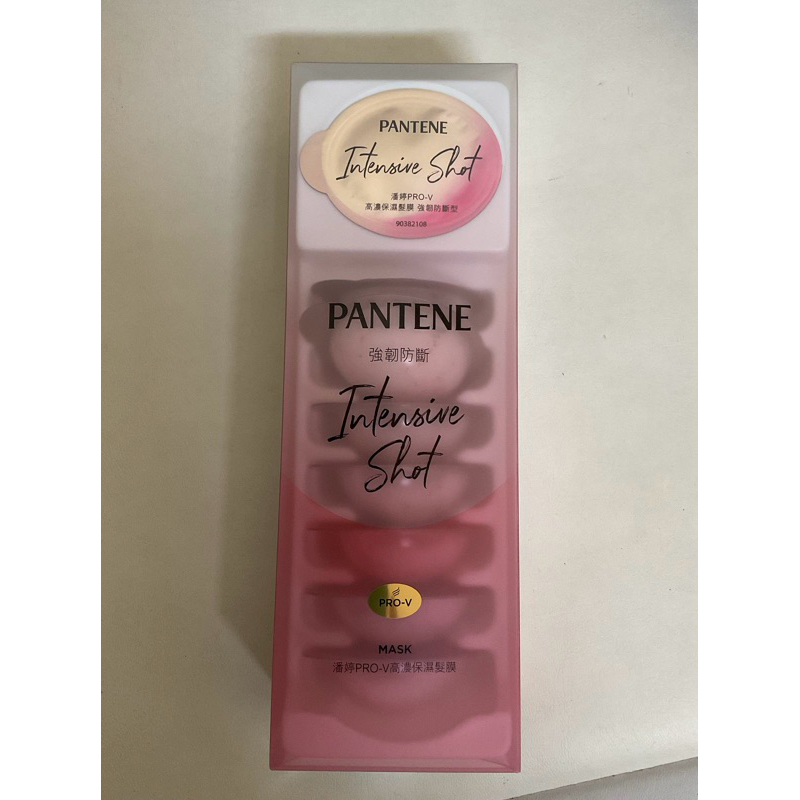 PANTENE
Intensive Shot
潘婷PRO-V
高濃保濕髮膜 強韌防斷型
90382108
PANTENE
強韌防斷
Intensive
Shot
PRO-V
MASK
潘婷PRO-V高濃保濕髮膜